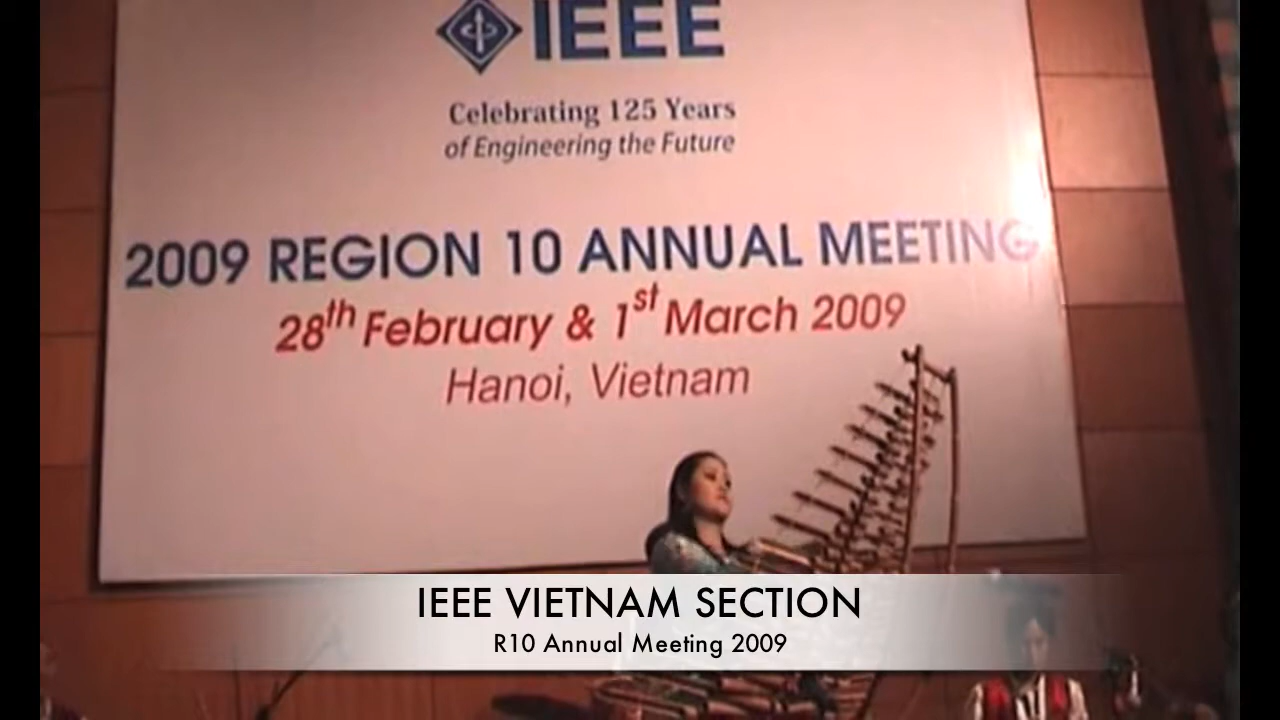 IEEE
Celebrating 125 Years
of Engineering the Future
2009 REGION 10 ANNUAL MEETING
28th February & 1st March 2009
Hanoi, Vietnam
IEEE VIETNAM SECTION
R10 Annual Meeting 2009